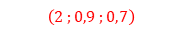 (2 ; 0,9 ; 0,7)